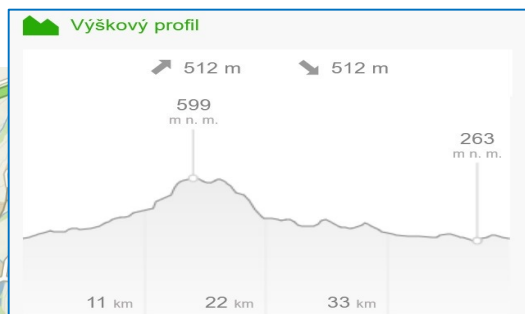 Výškový profil
512 m 512 m
599
m n. m.
263
m n. m.
11 km 22 km 33 km